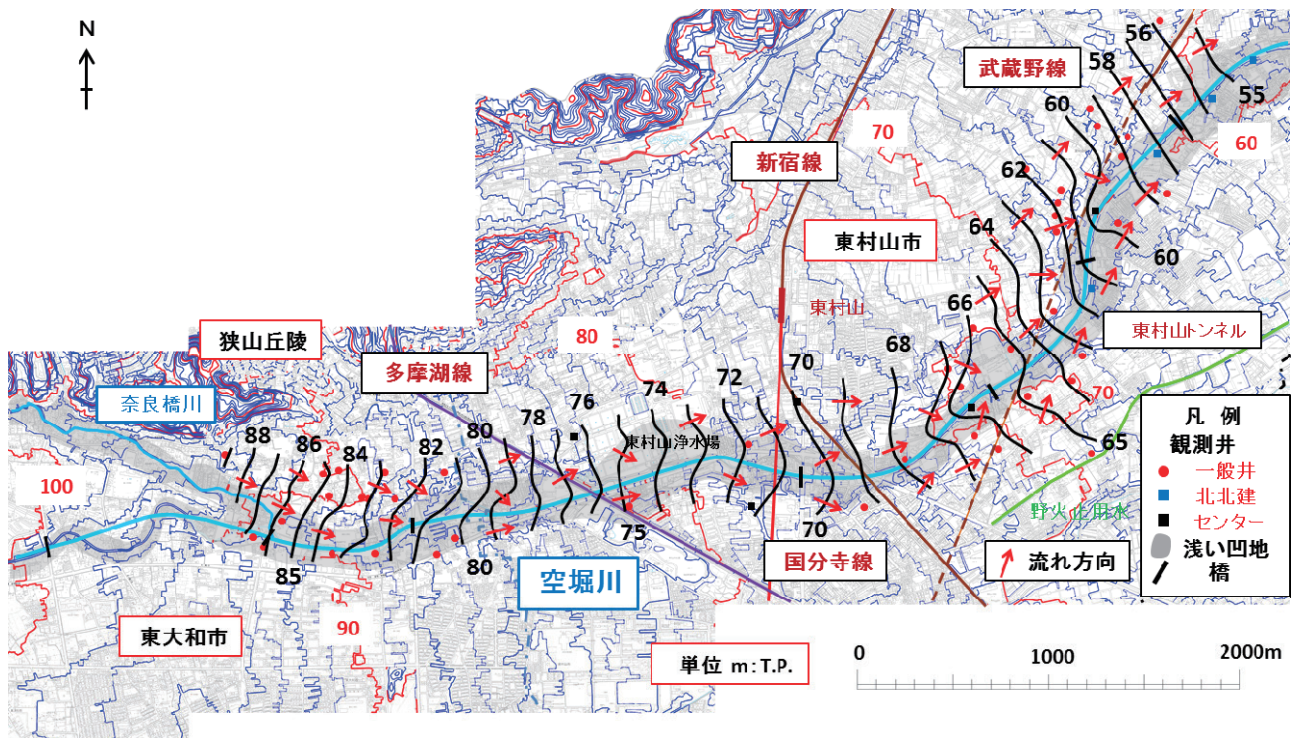 N
56
武蔵野線
58
55
60
70
60
新宿線
62
64
東村山市
60
66
狭山丘陵
80
東村山
東村山トンネル
多摩湖線
70
68
奈良橋川
72
74
76
78
70
凡 例
88
86
84
82
80
東村山浄水場
65
観測井
一般井
100
北北建
野火止用水
センター
75
70
浅い凹地
85
80
空堀川
国分寺線
流れ方向
橋
東大和市
90
単位 m:T.P.
0
1000
2000m